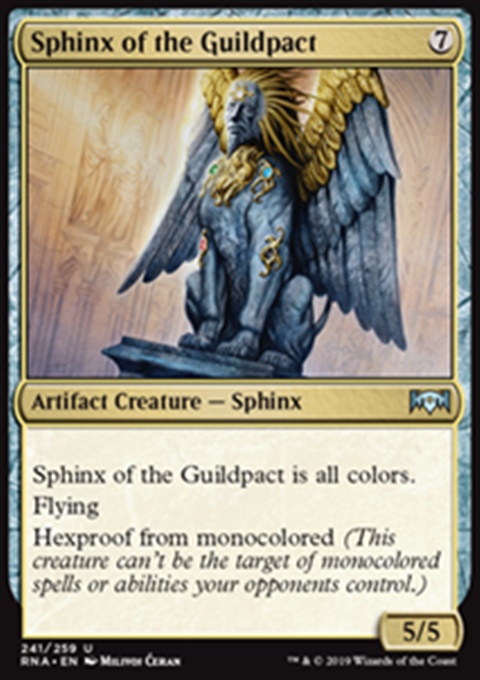 Sphinx of the Guildpact 7
Artifact Creature — Sphinx
Sphinx of the Guildpact is all colors.
Flying
Hexproof from monocolored (This
creature can't be the target of monocolored
spells or abilities your opponents control.)
5/5
241/259 U
RNA • EN Milivoj Ćeran
™ & © 2019 Wizards of the Coast